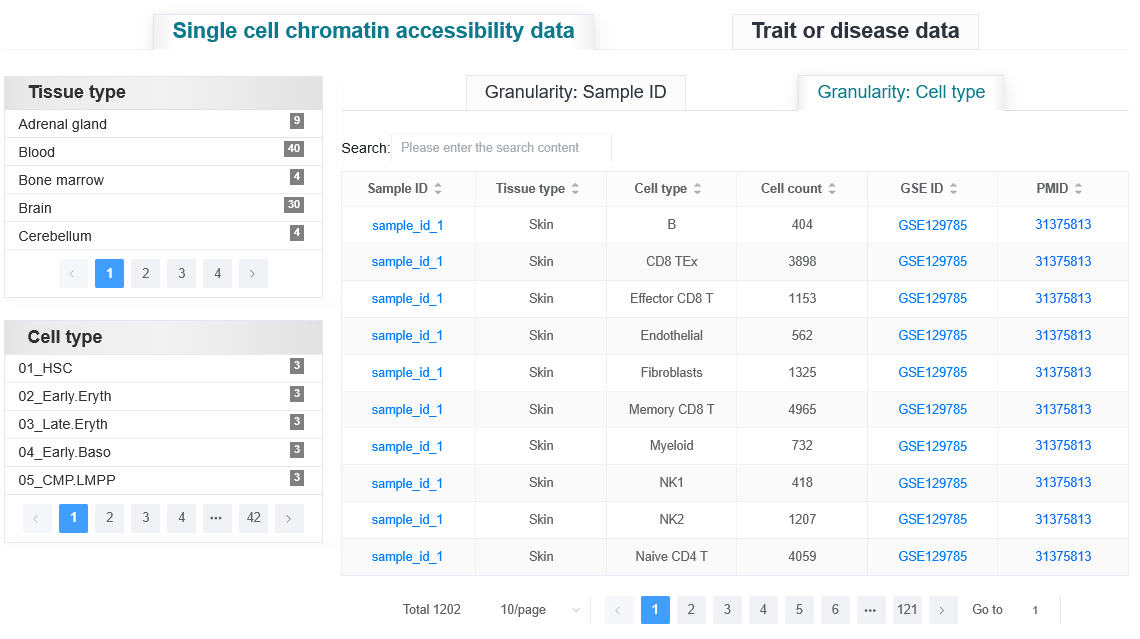 Single cell chromatin accessibility data
Trait or disease data
Tissue type
Adrenal gland 9
Blood 40
Bone marrow 4
Brain 30
Cerebellum 4
< 1 2 3 4 >
Cell type
01_HSC 3
02_Early.Eryth 3
03_Late.Eryth 3
04_Early.Baso 3
05_CMP.LMPP 3
< 1 2 3 4 ••• 42 >
Granularity: Sample ID
Granularity: Cell type
Search: Please enter the search content
Sample ID Tissue type Cell type Cell count GSE ID PMID
sample_id_1 Skin B 404 GSE129785 31375813
sample_id_1 Skin CD8 TEx 3898 GSE129785 31375813
sample_id_1 Skin Effector CD8 T 1153 GSE129785 31375813
sample_id_1 Skin Endothelial 562 GSE129785 31375813
sample_id_1 Skin Fibroblasts 1325 GSE129785 31375813
sample_id_1 Skin Memory CD8 T 4965 GSE129785 31375813
sample_id_1 Skin Myeloid 732 GSE129785 31375813
sample_id_1 Skin NK1 418 GSE129785 31375813
sample_id_1 Skin NK2 1207 GSE129785 31375813
sample_id_1 Skin Naive CD4 T 4059 GSE129785 31375813
Total 1202 10/page < 1 2 3 4 5 6 ••• 121 > Go to 1